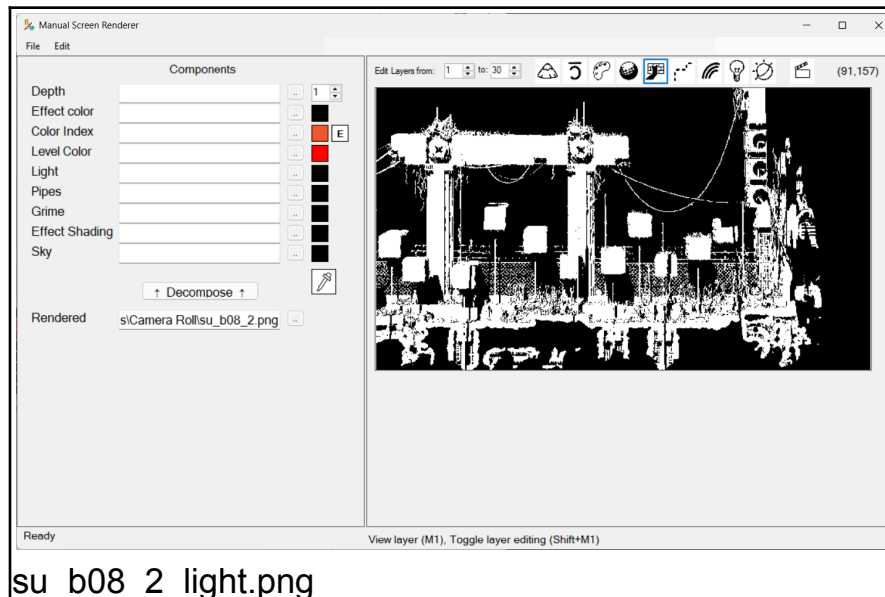 Manual Screen Renderer
File Edit
Components
Edit Layers from: 1 to: 30
(91,157)
Depth .. 1
Effect color ..
Color Index .. E
Level Color ..
Light ..
Pipes ..
Grime ..
Effect Shading ..
Sky ..
↑ Decompose ↑
Rendered s\Camera Roll\su_b08_2.png ..
Ready
View layer (M1), Toggle layer editing (Shift+M1)
su_b08_2_light.png